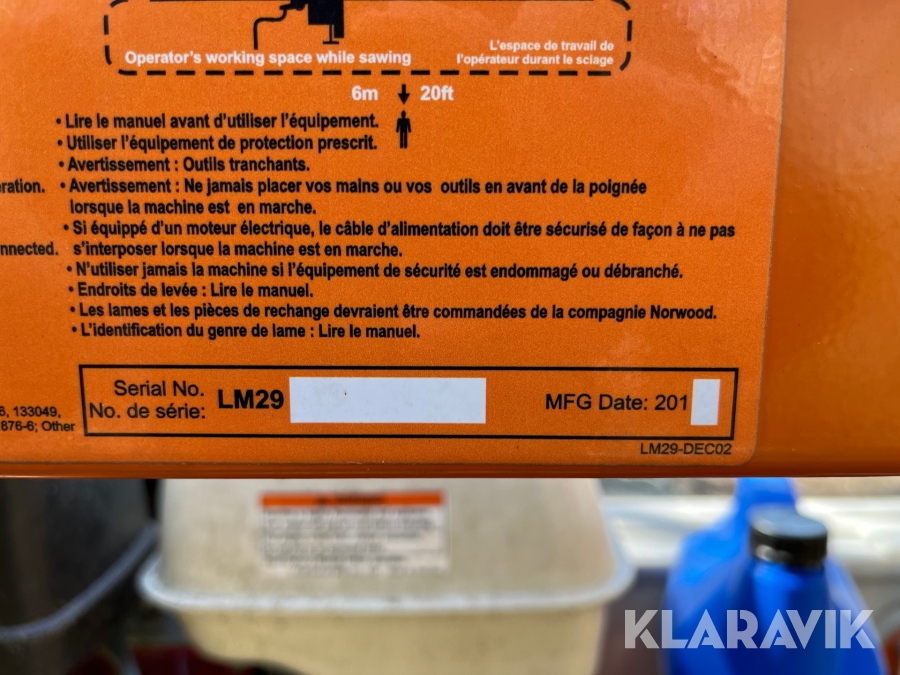 Operator's working space while sawing
L'espace de travail de
l'opérateur durant le sciage
6m
20ft
• Lire le manuel avant d'utiliser l'équipement.
• Utiliser l'équipement de protection prescrit.
• Avertissement : Outils tranchants.
eration. • Avertissement : Ne jamais placer vos mains ou vos outils en avant de la poignée
lorsque la machine est en marche.
• Si équipé d'un moteur électrique, le câble d'alimentation doit être sécurisé de façon à ne pas
nnected. s'interposer lorsque la machine est en marche.
• N'utiliser jamais la machine si l'équipement de sécurité est endommagé ou débranché.
• Endroits de levée : Lire le manuel.
• Les lames et les pièces de rechange devraient être commandées de la compagnie Norwood.
• L'identification du genre de lame : Lire le manuel.
6, 133049,
876-6; Other
Serial No.
No. de série: LM29
MFG Date: 201
LM29-DEC02
KLARAVIK